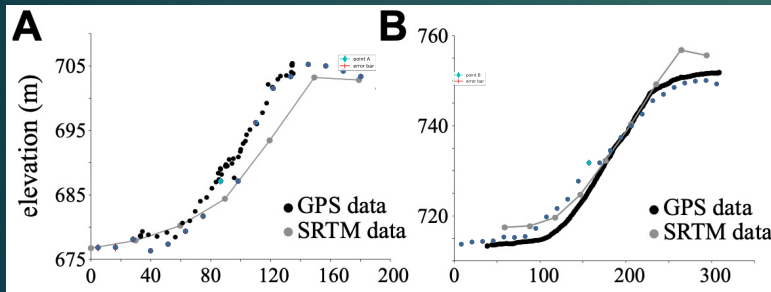 A
B
elevation (m)
705
695
685
675
0
40
80
120
160
200
point A
error bar
GPS data
SRTM data
760
740
720
0
100
200
300
400
point B
error bar
GPS data
SRTM data